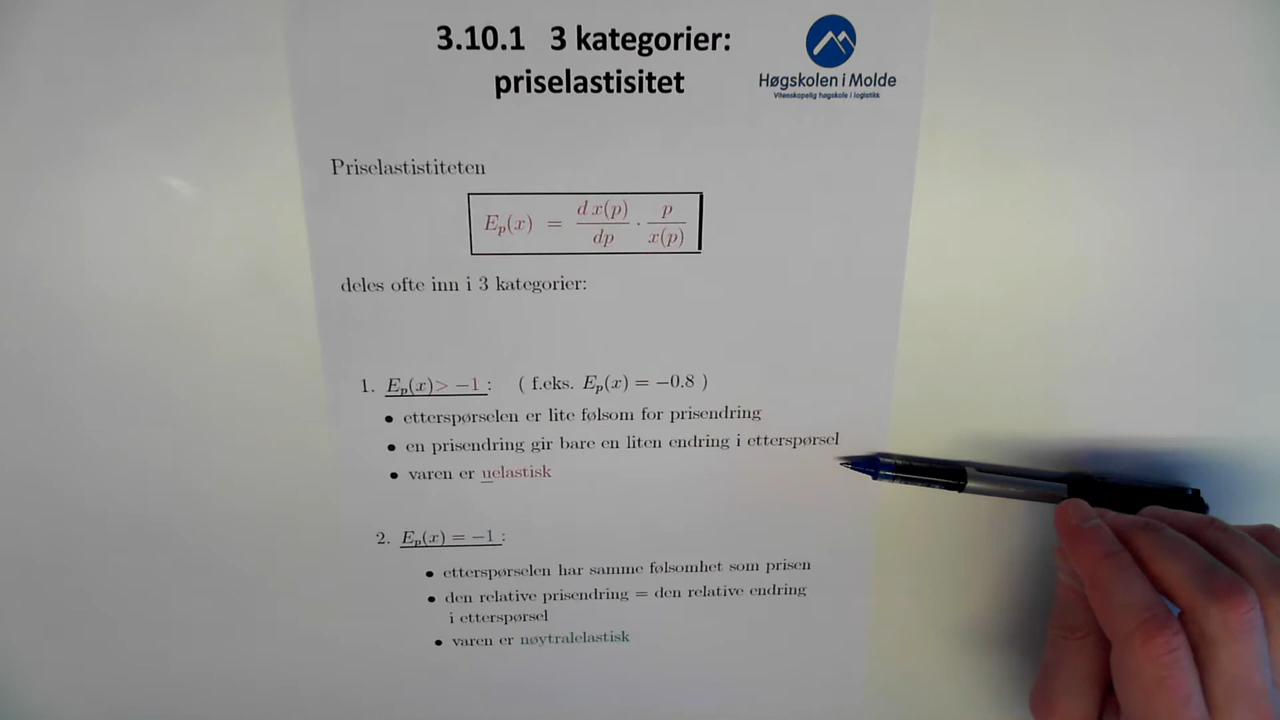 3.10.1 3 kategorier:
priselastisitet
Høgskolen i Molde
Vitenskapelig høgskole i logistikk
Priselastistiteten
E_p(x) = d x(p)/dp · p/x(p)
deles ofte inn i 3 kategorier:
1. E_p(x)> −1 : ( f.eks. E_p(x) = −0.8 )
• etterspørselen er lite følsom for prisendring
• en prisendring gir bare en liten endring i etterspørsel
• varen er uelastisk
2. E_p(x) = −1 :
• etterspørselen har samme følsomhet som prisen
• den relative prisendring = den relative endring
i etterspørsel
• varen er nøytralelastisk